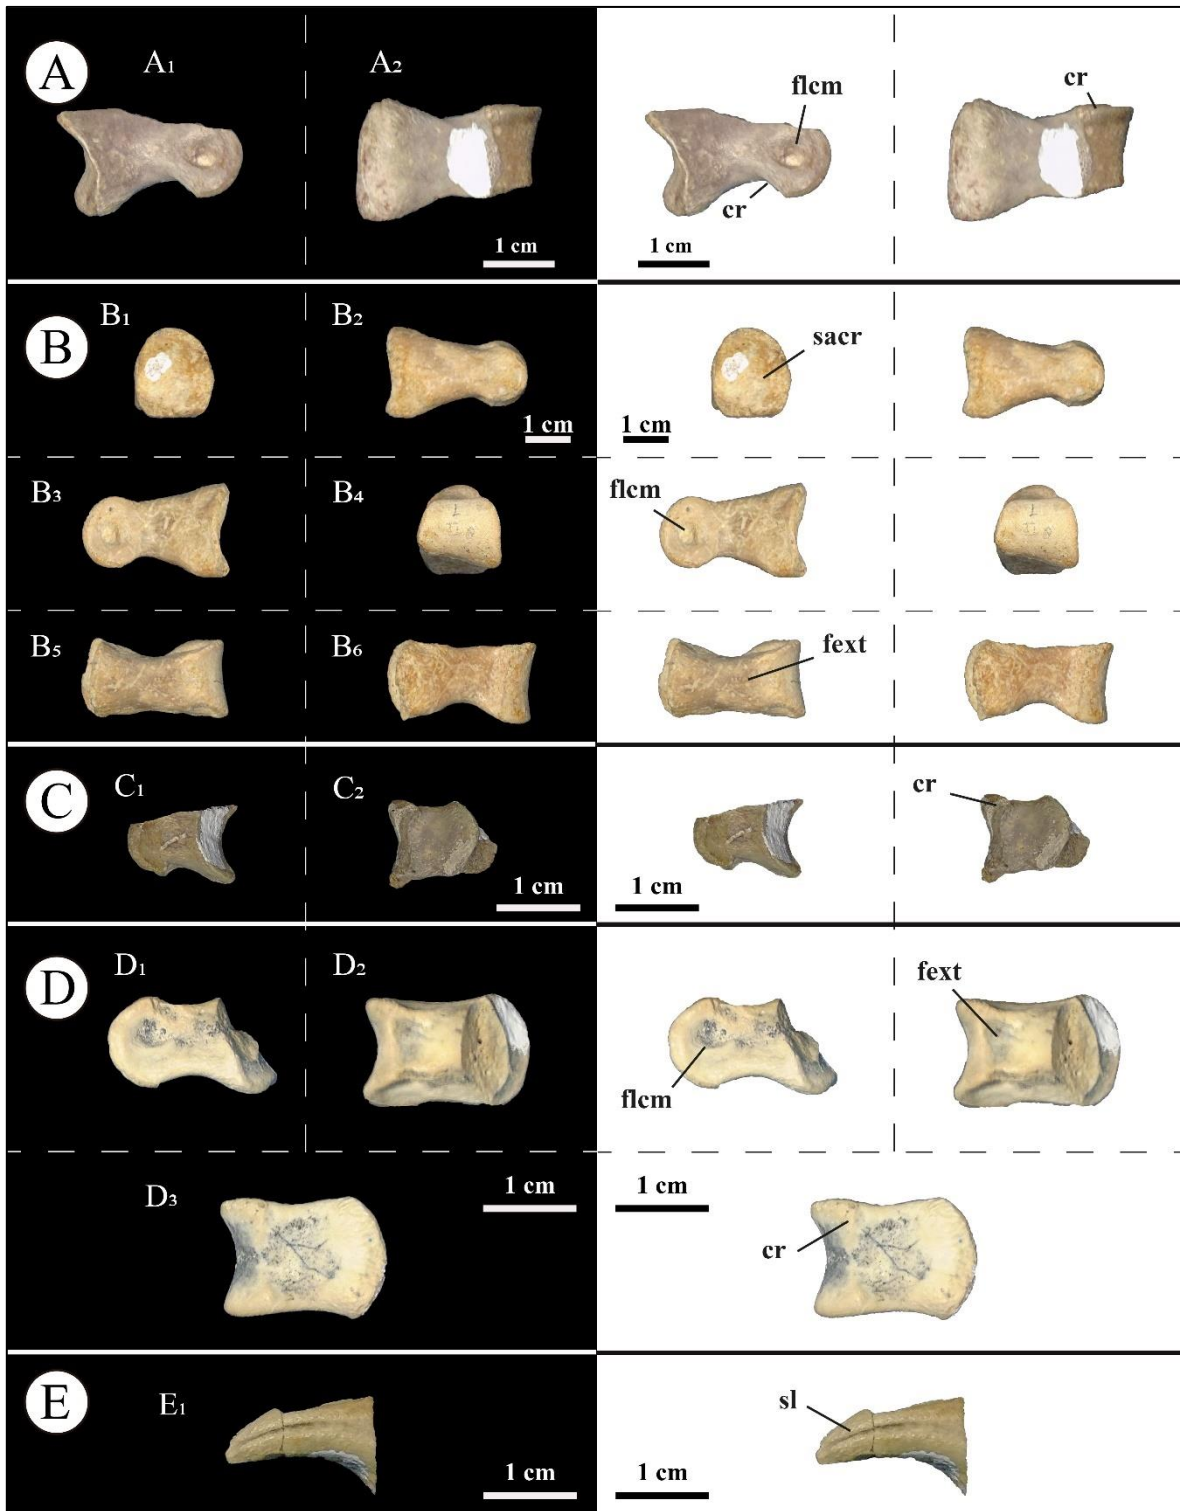 A
A₁
A₂
flcm
cr
cr
1 cm
1 cm
B
B₁
B₂
sacr
1 cm
1 cm
B₃
B₄
flcm
B₅
B₆
fext
C
C₁
C₂
cr
1 cm
1 cm
D
D₁
D₂
fext
flcm
D₃
1 cm
1 cm
cr
E
E₁
sl
1 cm
1 cm